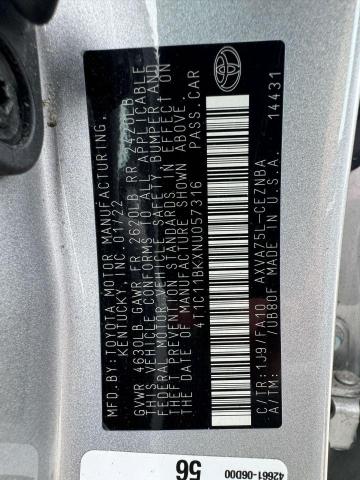 MFD.BY:TOYOTA MOTOR MANUFACTURING,
KENTUCKY, INC. 01/22
GVWR 4630LB GAWR FR 2620LB RR 2420LB
THIS VEHICLE CONFORMS TO ALL APPLICABLE
FEDERAL MOTOR VEHICLE SAFETY, BUMPER, AND
THEFT PREVENTION STANDARDS IN EFFECT ON
THE DATE OF MANUFACTURE SHOWN ABOVE.
4T1C11BKXNU057316 PASS.CAR
C/TR:1J9/FA10 AXVA75L-CEZNBA
/UB80F MADE IN U.S.A.
14431
42661-06D00
56